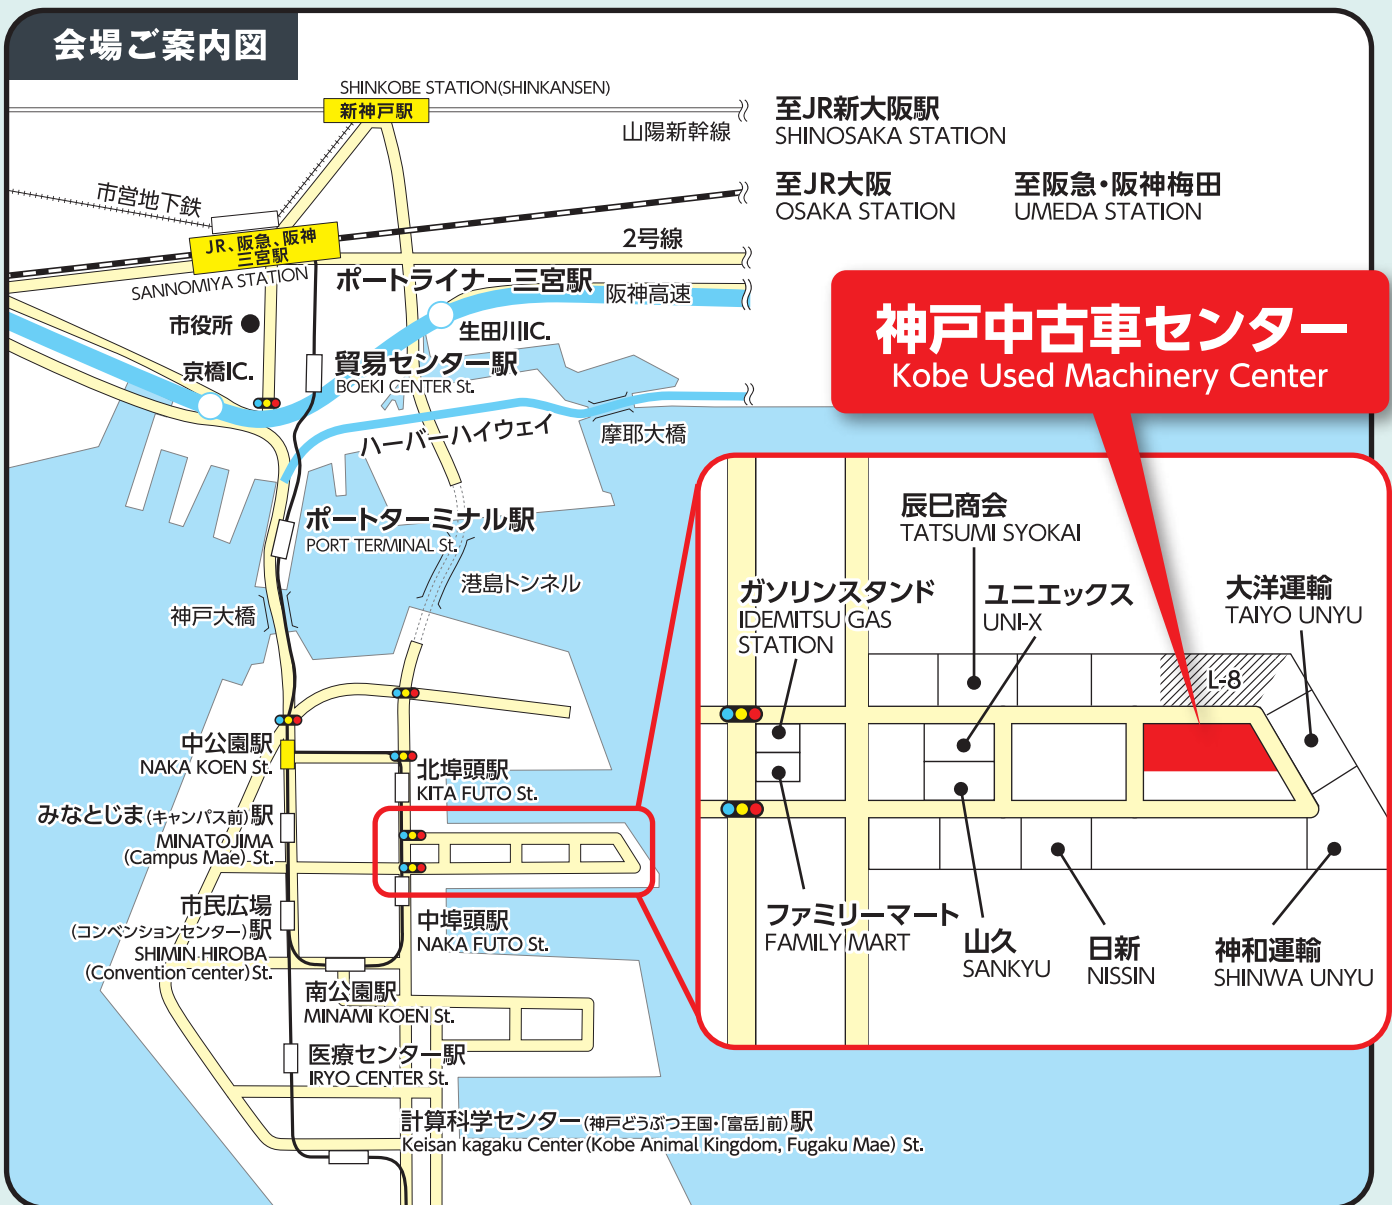 会場ご案内図
SHINKOBE STATION(SHINKANSEN)
新神戸駅
山陽新幹線
至JR新大阪駅
SHINOSAKA STATION
市営地下鉄
至JR大阪
OSAKA STATION
至阪急・阪神梅田
UMEDA STATION
JR、阪急、阪神
三宮駅
SANNOMIYA STATION
2号線
ポートライナー三宮駅
阪神高速
市役所
生田川IC.
京橋IC.
貿易センター駅
BOEKI CENTER St.
ハーバーハイウェイ
摩耶大橋
神戸中古車センター
Kobe Used Machinery Center
ポートターミナル駅
PORT TERMINAL St.
港島トンネル
神戸大橋
辰巳商会
TATSUMI SYOKAI
ガソリンスタンド
IDEMITSU GAS
STATION
ユニエックス
UNI-X
大洋運輸
TAIYO UNYU
L-8
中公園駅
NAKA KOEN St.
北埠頭駅
KITA FUTO St.
みなとじま(キャンパス前)駅
MINATOJIMA
(Campus Mae) St.
市民広場
(コンベンションセンター)駅
SHIMIN HIROBA
(Convention center)St.
中埠頭駅
NAKA FUTO St.
ファミリーマート
FAMILY MART
山久
SANKYU
日新
NISSIN
神和運輸
SHINWA UNYU
南公園駅
MINAMI KOEN St.
医療センター駅
IRYO CENTER St.
計算科学センター(神戸どうぶつ王国・「富岳」前)駅
Keisan kagaku Center(Kobe Animal Kingdom, Fugaku Mae) St.